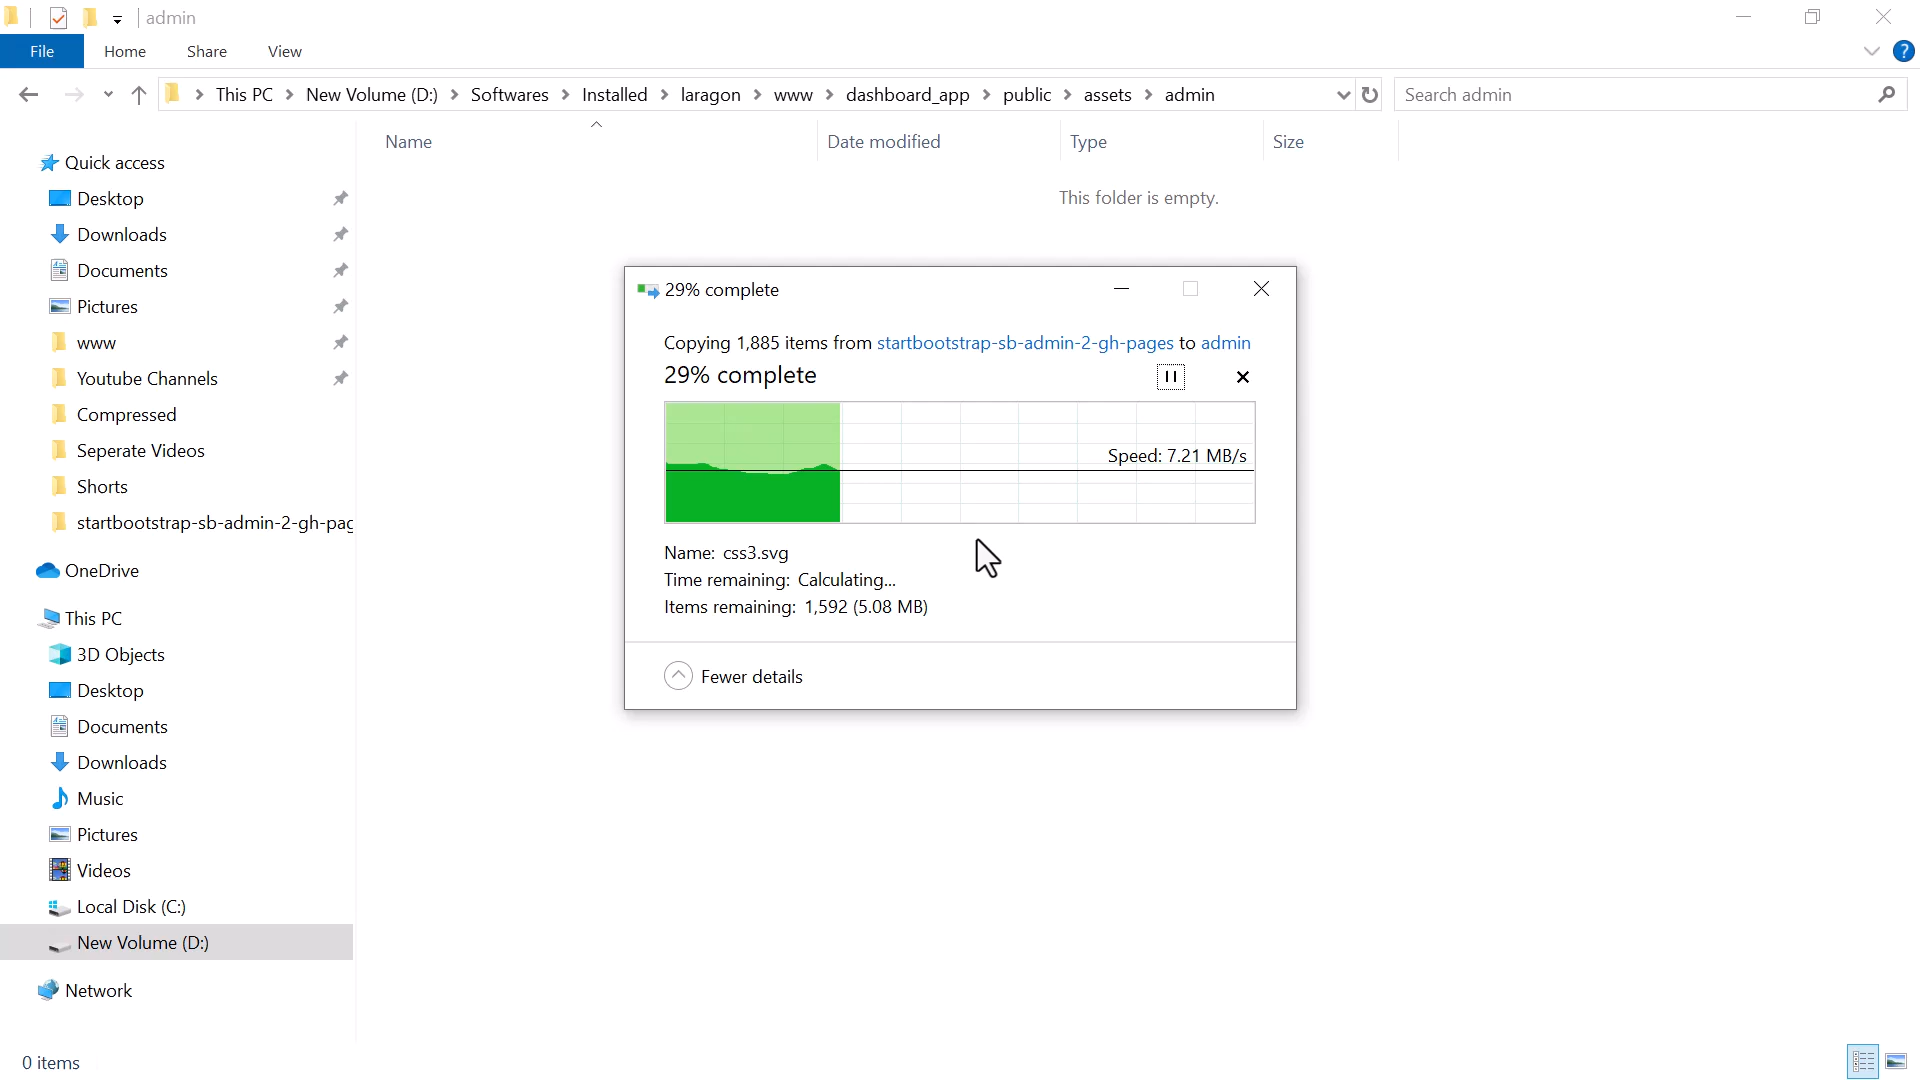 admin
File
Home
Share
View
This PC
New Volume (D:)
Softwares
Installed
laragon
www
dashboard_app
public
assets
admin
Search admin
Name
Date modified
Type
Size
This folder is empty.
Quick access
Desktop
Downloads
Documents
Pictures
www
Youtube Channels
Compressed
Seperate Videos
Shorts
startbootstrap-sb-admin-2-gh-pag
OneDrive
This PC
3D Objects
Desktop
Documents
Downloads
Music
Pictures
Videos
Local Disk (C:)
New Volume (D:)
Network
29% complete
Copying 1,885 items from startbootstrap-sb-admin-2-gh-pages to admin
29% complete
Speed: 7.21 MB/s
Name: css3.svg
Time remaining: Calculating...
Items remaining: 1,592 (5.08 MB)
Fewer details
0 items